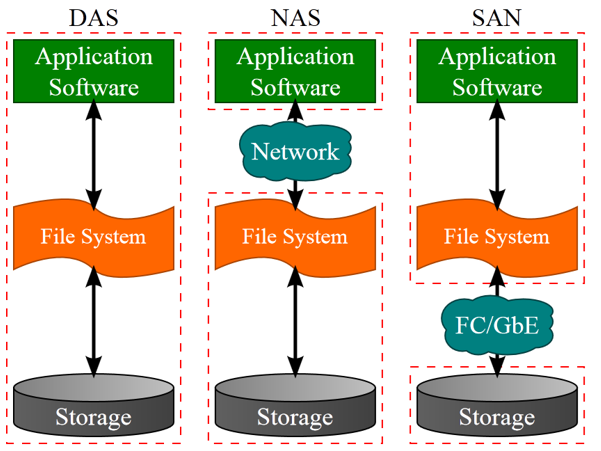 DAS
Application
Software
File System
Storage
NAS
Application
Software
Network
File System
Storage
SAN
Application
Software
File System
FC/GbE
Storage